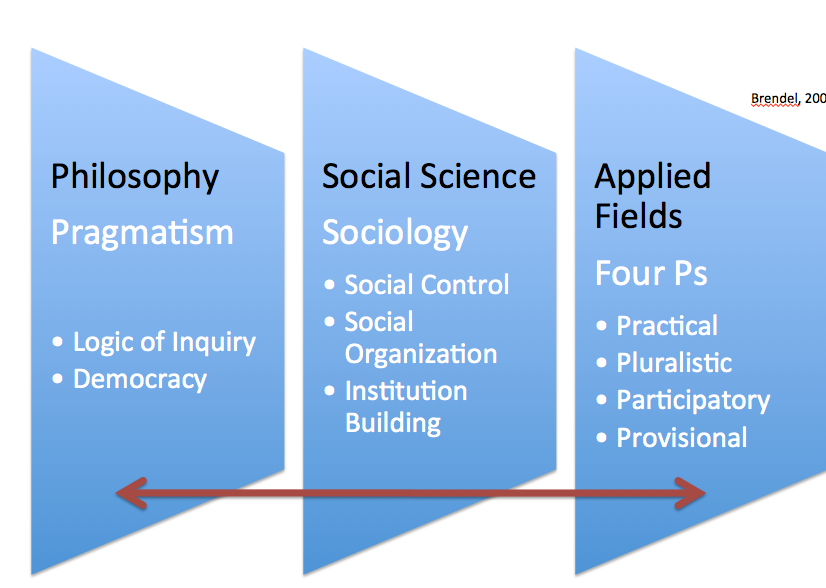 Brendel, 200
Philosophy
Pragmatism
• Logic of Inquiry
• Democracy
Social Science
Sociology
• Social Control
• Social
Organization
• Institution
Building
Applied
Fields
Four Ps
• Practical
• Pluralistic
• Participatory
• Provisional